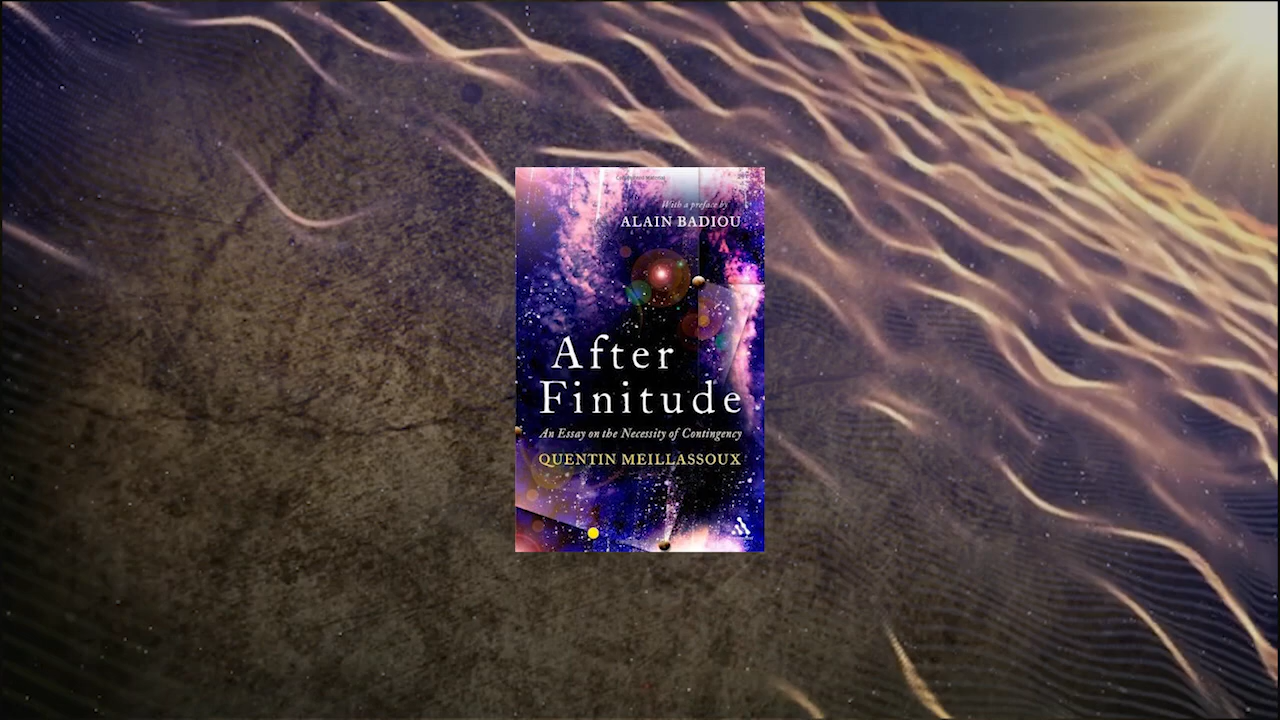 With a preface by
ALAIN BADIOU
After
Finitude
An Essay on the Necessity of Contingency
QUENTIN MEILLASSOUX